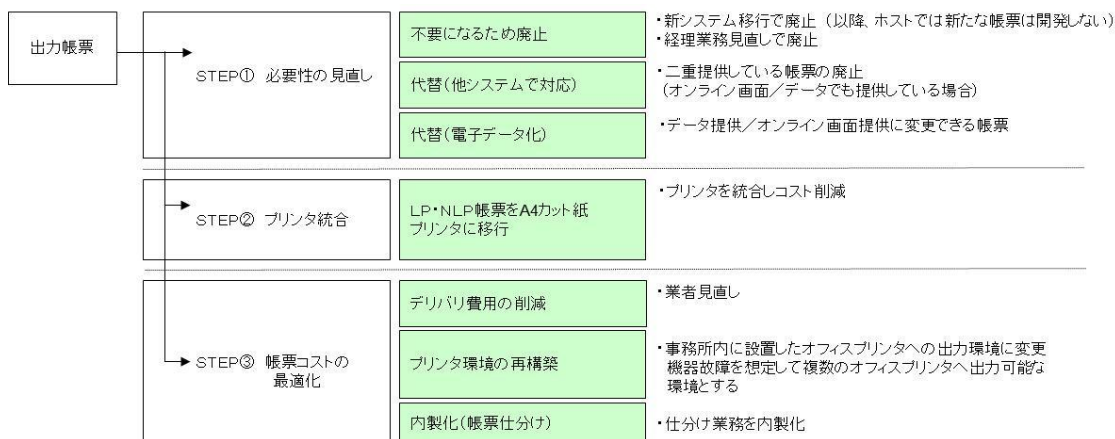 出力帳票
STEP① 必要性の見直し
不要になるため廃止
・新システム移行で廃止（以降、ホストでは新たな帳票は開発しない）
・経理業務見直しで廃止
代替（他システムで対応）
・二重提供している帳票の廃止
（オンライン画面／データでも提供している場合）
代替（電子データ化）
・データ提供／オンライン画面提供に変更できる帳票
STEP② プリンタ統合
LP・NLP帳票をA4カット紙
プリンタに移行
・プリンタを統合しコスト削減
STEP③ 帳票コストの
最適化
デリバリ費用の削減
・業者見直し
プリンタ環境の再構築
・事務所内に設置したオフィスプリンタへの出力環境に変更
機器故障を想定して複数のオフィスプリンタへ出力可能な
環境とする
内製化（帳票仕分け）
・仕分け業務を内製化